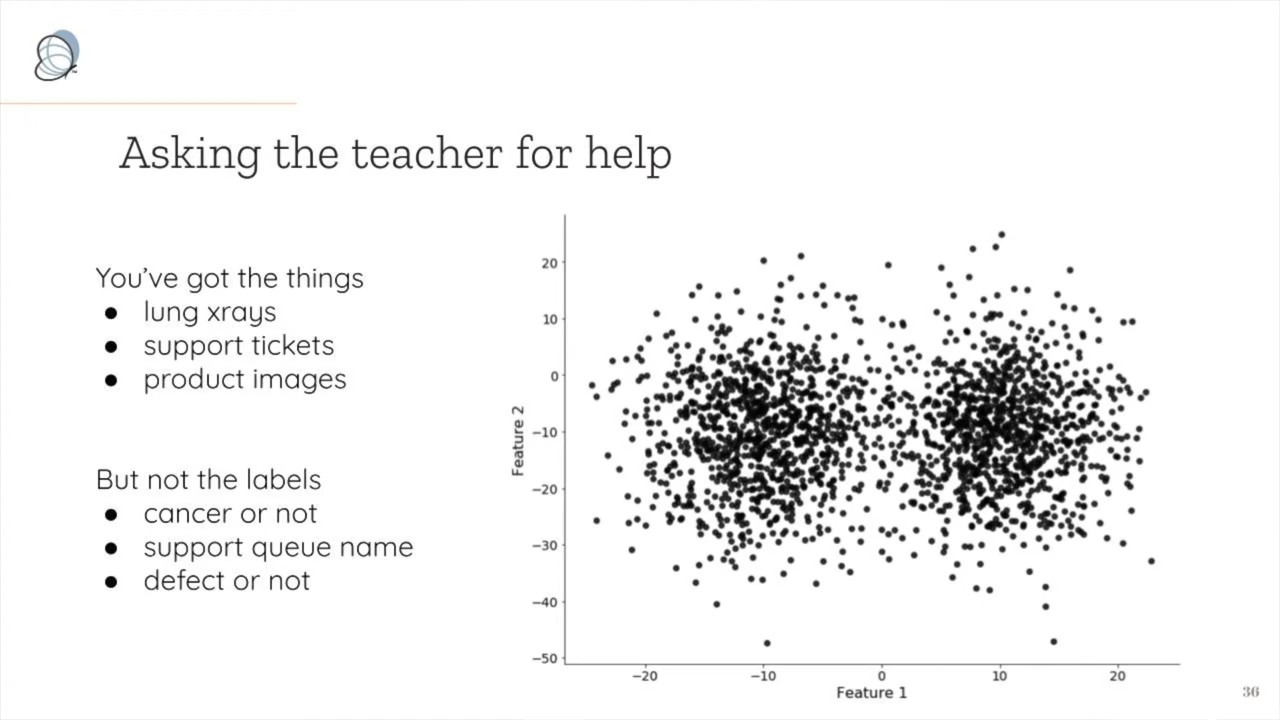 Asking the teacher for help
You've got the things
● lung xrays
● support tickets
● product images
But not the labels
● cancer or not
● support queue name
● defect or not
20
10
0
−10
−20
−30
−40
−50
Feature 2
−20 −10 0 10 20
Feature 1
36